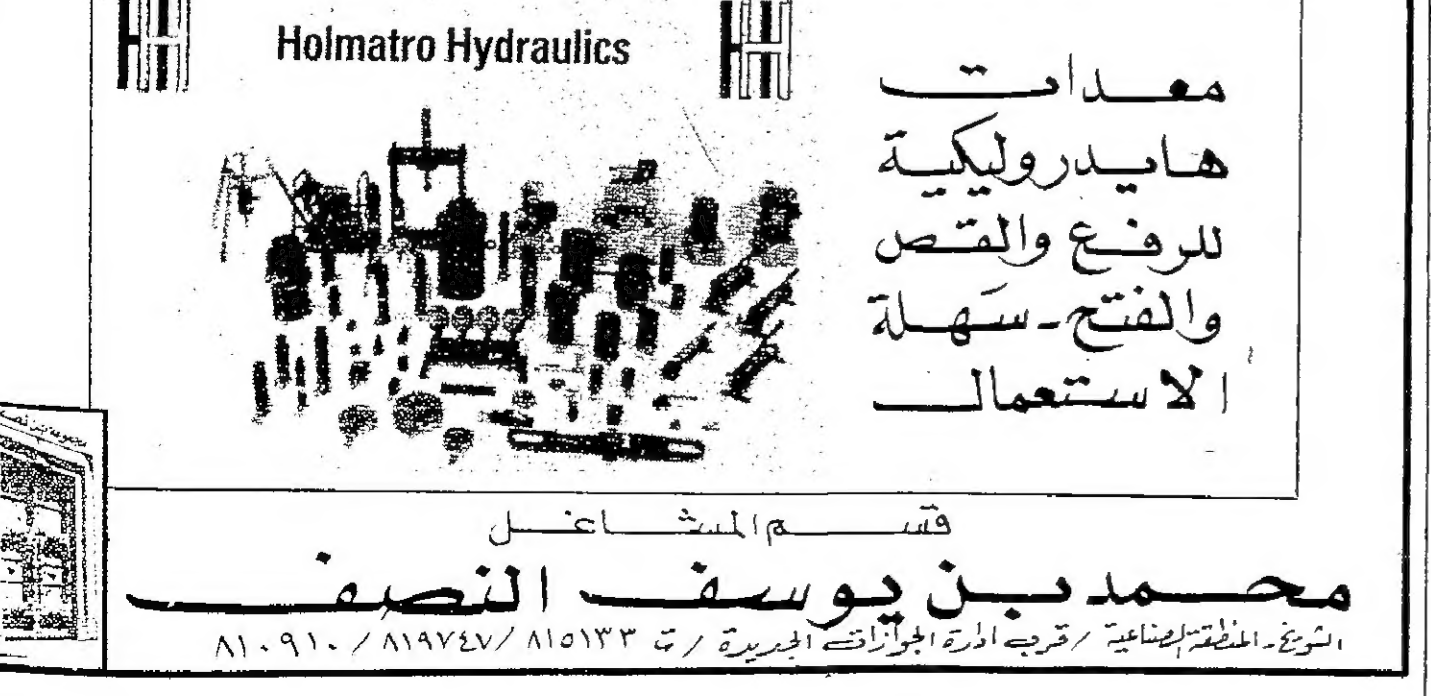 Holmatro Hydraulics
معدات
هايدروليكية
للرفع والقص
والفتح - سَهلة
الاستعمال
قسم المشاغل
محمد بن يوسف النصف
الشويخ - المنطقة الصناعية / قرب ادارة الجوازات الجديدة / ت ٨١٥١٣٣ / ٨١٩٧٤٧ / ٨١٠٩١٠